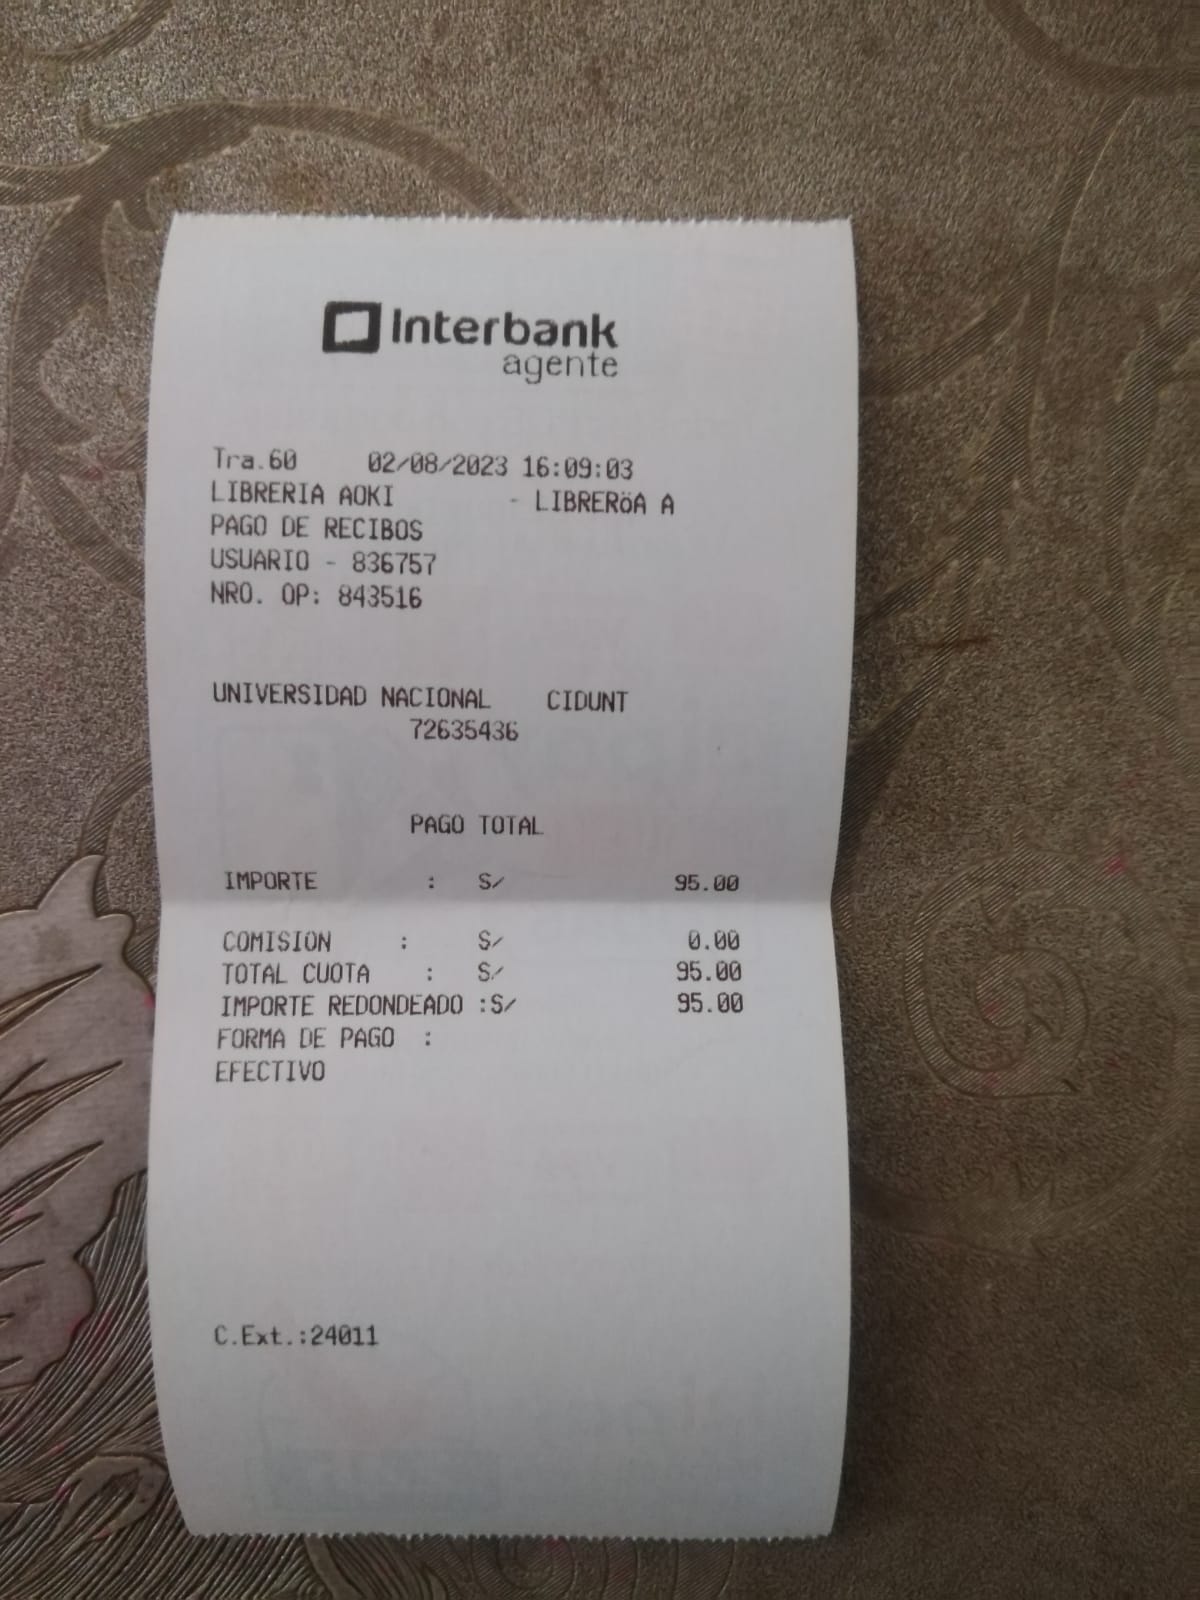 Interbank
agente
Tra.60 02/08/2023 16:09:03
LIBRERIA AOKI - LIBRERöA A
PAGO DE RECIBOS
USUARIO - 836757
NRO. OP: 843516
UNIVERSIDAD NACIONAL CIDUNT
72635436
PAGO TOTAL
IMPORTE : S/ 95.00
COMISION : S/ 0.00
TOTAL CUOTA : S/ 95.00
IMPORTE REDONDEADO :S/ 95.00
FORMA DE PAGO :
EFECTIVO
C.Ext.:24011